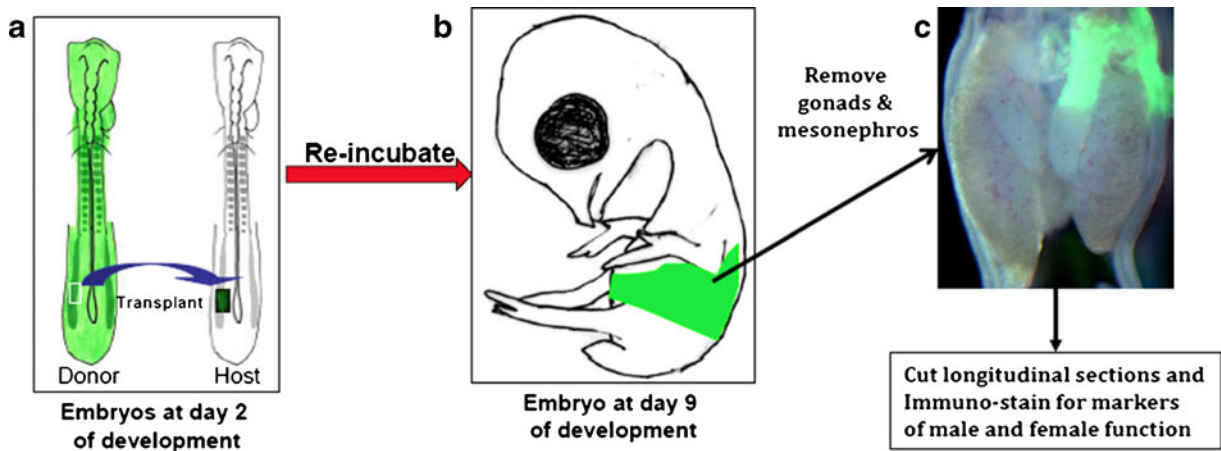 a
Transplant
Donor
Host
Embryos at day 2
of development
Re-incubate
b
Embryo at day 9
of development
Remove
gonads &
mesonephros
c
Cut longitudinal sections and
Immuno-stain for markers
of male and female function